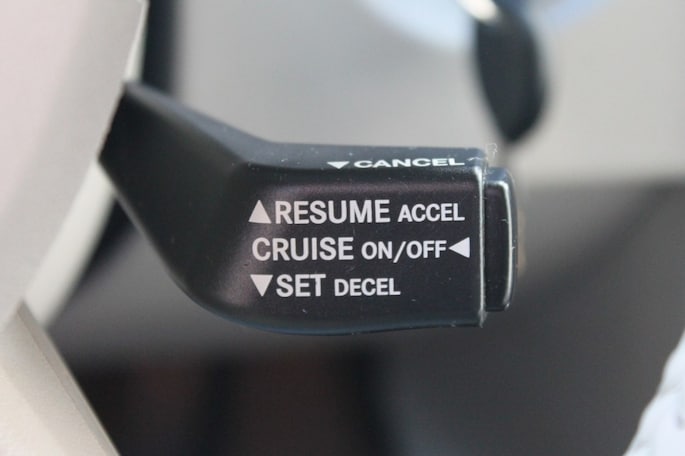 ▼CANCEL
▲RESUME ACCEL
CRUISE ON/OFF◀
▼SET DECEL